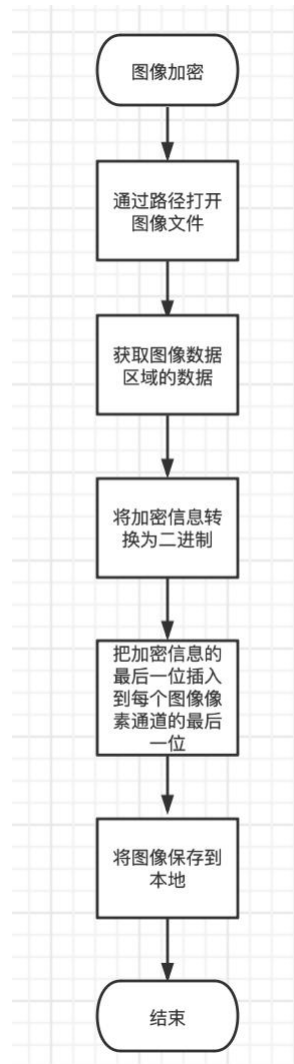 图像加密
通过路径打开
图像文件
获取图像数据
区域的数据
将加密信息转
换为二进制
把加密信息的
最后一位插入
到每个图像像
素通道的最后
一位
将图像保存到
本地
结束